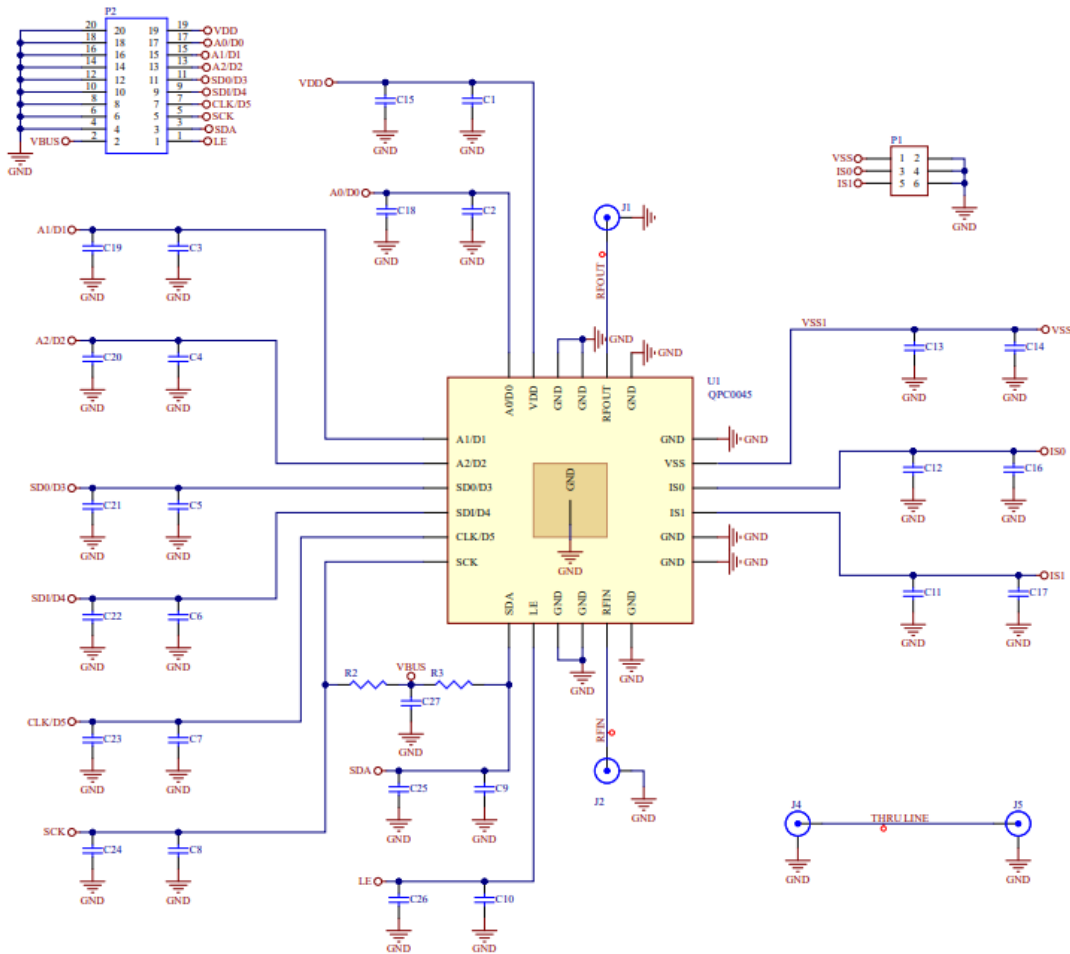 P2
20 20 19 19 VDD
18 18 17 17 A0/D0
16 16 15 15 A1/D1
14 14 13 13 A2/D2
12 12 11 11 SD0/D3
10 10 9 9 SDI/D4
8 8 7 7 CLK/D5
6 6 5 5 SCK
4 4 3 3 SDA
VBUS 2 2 1 1 LE
GND
VDD
C15 C1
GND GND
P1
VSS 1 2
IS0 3 4
IS1 5 6
GND
A0/D0
C18 C2
GND GND
J1
RFOUT
A1/D1
C19 C3
GND GND
A2/D2
C20 C4
GND GND
GND
GND
VSS1 VSS
C13 C14
GND GND
U1
QPC0045
A0/D0 VDD GND GND RFOUT GND
A1/D1 GND GND
A2/D2 VSS
SD0/D3 SD0/D3 IS0
SDI/D4 IS1
CLK/D5 GND GND
SCK GND GND
GND
GND
SDA LE GND GND RFIN GND
C21 C5
GND GND
IS0
C12 C16
GND GND
IS1
C11 C17
GND GND
SDI/D4
C22 C6
GND GND
GND
GND
R2 VBUS R3
C27
GND
CLK/D5
C23 C7
GND GND
RFIN
J2
GND
SDA
C25 C9
GND GND
SCK
C24 C8
GND GND
LE
C26 C10
GND GND
J4 THRU LINE J5
GND GND